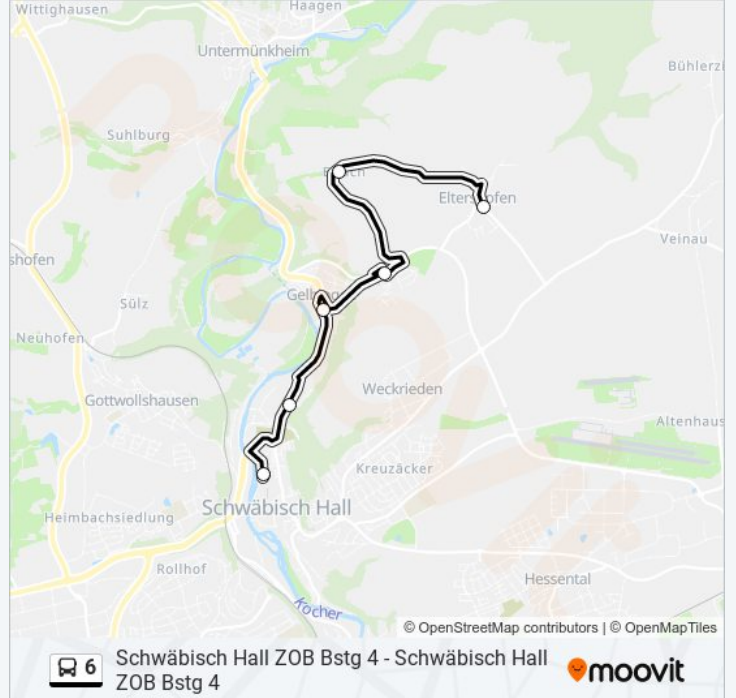 Wittighausen
Haagen
Untermünkheim
Bühlerzi
Suhlburg
Eltershofen
Veinau
shofen
Sülz
Neuhofen
Weckrieden
Gottwollshausen
Altenhaus
Kreuzäcker
Schwäbisch Hall
Heimbachsiedlung
Rollhof
Hessental
Kocher
© OpenStreetMap contributors | © OpenMapTiles
6
Schwäbisch Hall ZOB Bstg 4 - Schwäbisch Hall
ZOB Bstg 4
moovit